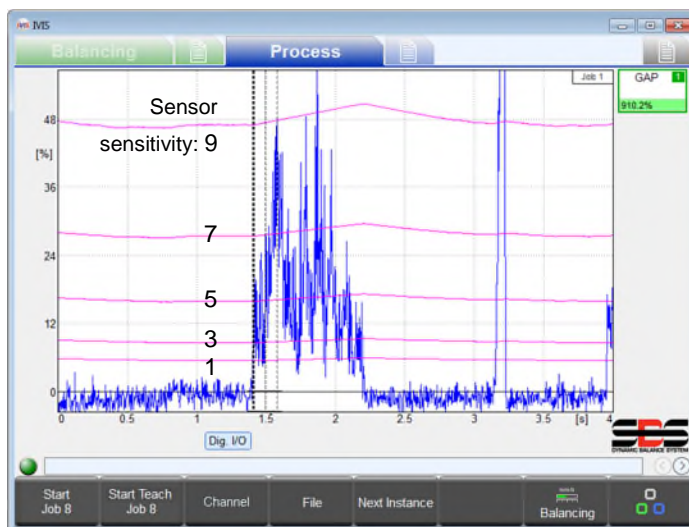 IVIS
Balancing
Process
Job 1
GAP 1
910.2%
Sensor
sensitivity: 9
48
[%]
36
7
24
5
12
3
1
0
0 0.5 1 1.5 2 2.5 3 3.5 [s] 4
Dig. I/O
SBS
DYNAMIC BALANCE SYSTEM
Start
Job 8
Start Teach
Job 8
Channel
File
Next Instance
Balancing